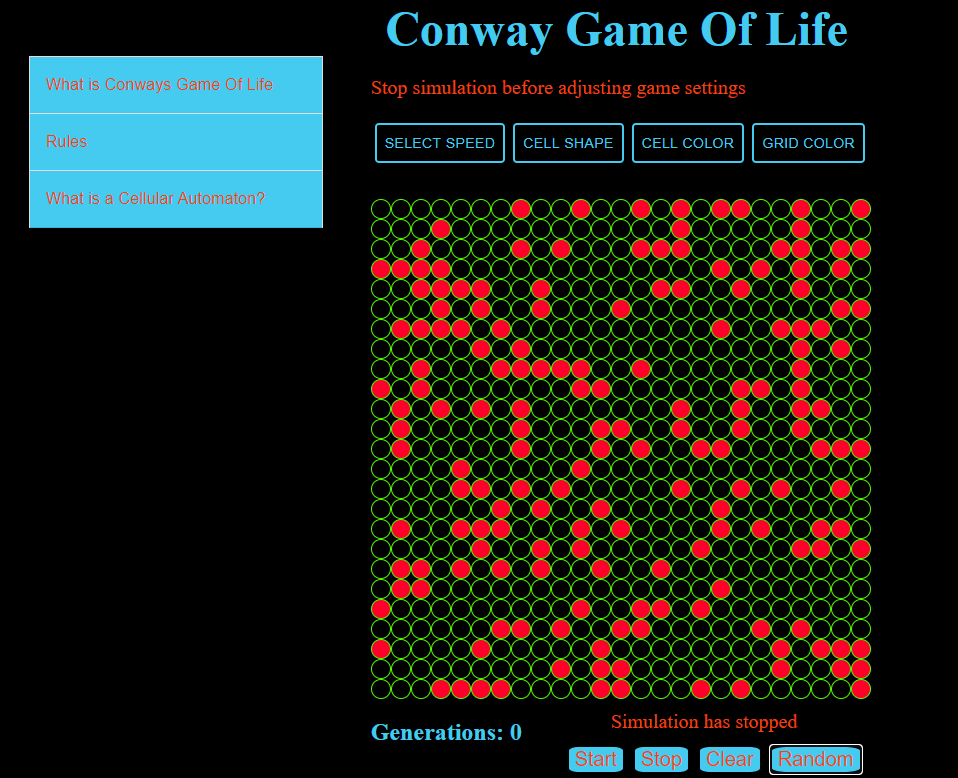 Conway Game Of Life
What is Conways Game Of Life
Rules
What is a Cellular Automaton?
Stop simulation before adjusting game settings
SELECT SPEED CELL SHAPE CELL COLOR GRID COLOR
Generations: 0
Simulation has stopped
Start Stop Clear Random